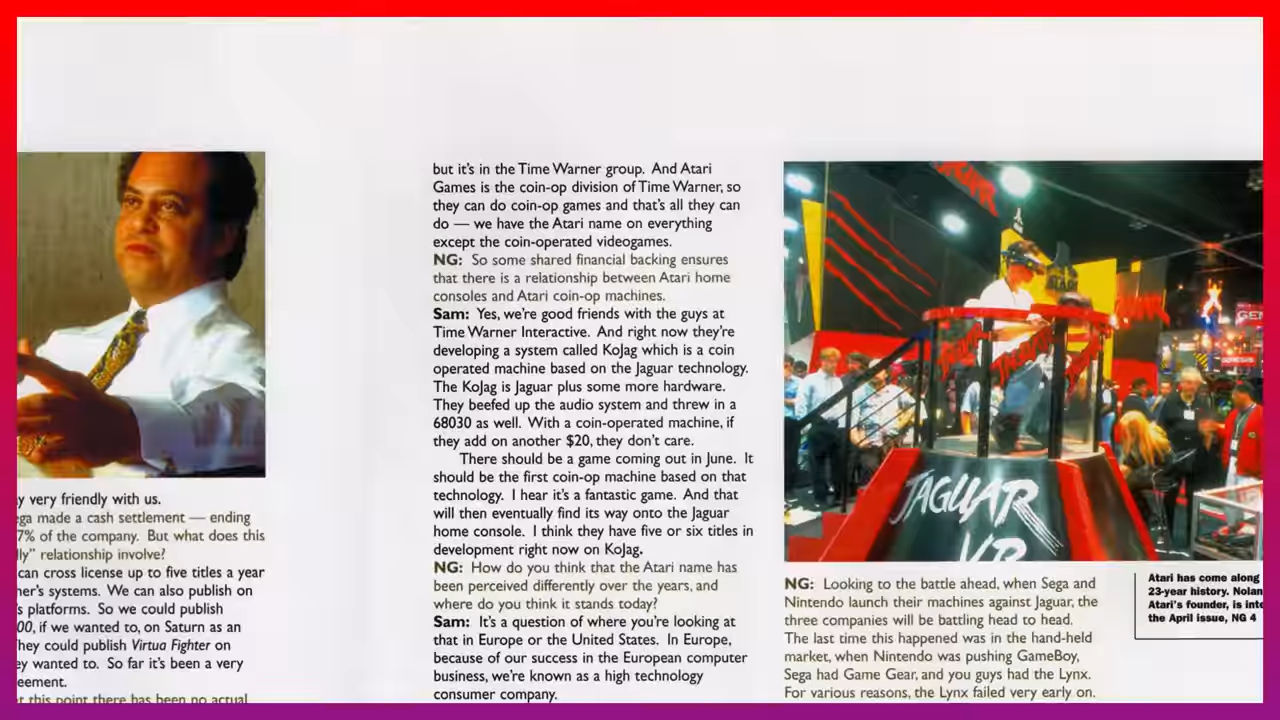 y very friendly with us.
ga made a cash settlement — ending
7% of the company. But what does this
ly" relationship involve?
can cross license up to five titles a year
er's systems. We can also publish on
s platforms. So we could publish
00, if we wanted to, on Saturn as an
hey could publish Virtua Fighter on
ey wanted to. So far it's been a very
eement.
t this point there has been no actual
but it's in the Time Warner group. And Atari
Games is the coin-op division of Time Warner, so
they can do coin-op games and that's all they can
do — we have the Atari name on everything
except the coin-operated videogames.
NG: So some shared financial backing ensures
that there is a relationship between Atari home
consoles and Atari coin-op machines.
Sam: Yes, we're good friends with the guys at
Time Warner Interactive. And right now they're
developing a system called KoJag which is a coin
operated machine based on the Jaguar technology.
The KoJag is Jaguar plus some more hardware.
They beefed up the audio system and threw in a
68030 as well. With a coin-operated machine, if
they add on another $20, they don't care.
There should be a game coming out in June. It
should be the first coin-op machine based on that
technology. I hear it's a fantastic game. And that
will then eventually find its way onto the Jaguar
home console. I think they have five or six titles in
development right now on KoJag.
NG: How do you think that the Atari name has
been perceived differently over the years, and
where do you think it stands today?
Sam: It's a question of where you're looking at
that in Europe or the United States. In Europe,
because of our success in the European computer
business, we're known as a high technology
consumer company.
JAGUAR
VR
NG: Looking to the battle ahead, when Sega and
Nintendo launch their machines against Jaguar, the
three companies will be battling head to head.
The last time this happened was in the hand-held
market, when Nintendo was pushing GameBoy,
Sega had Game Gear, and you guys had the Lynx.
For various reasons, the Lynx failed very early on.
Atari has come along
23-year history. Nolan
Atari's founder, is int
the April issue, NG 4